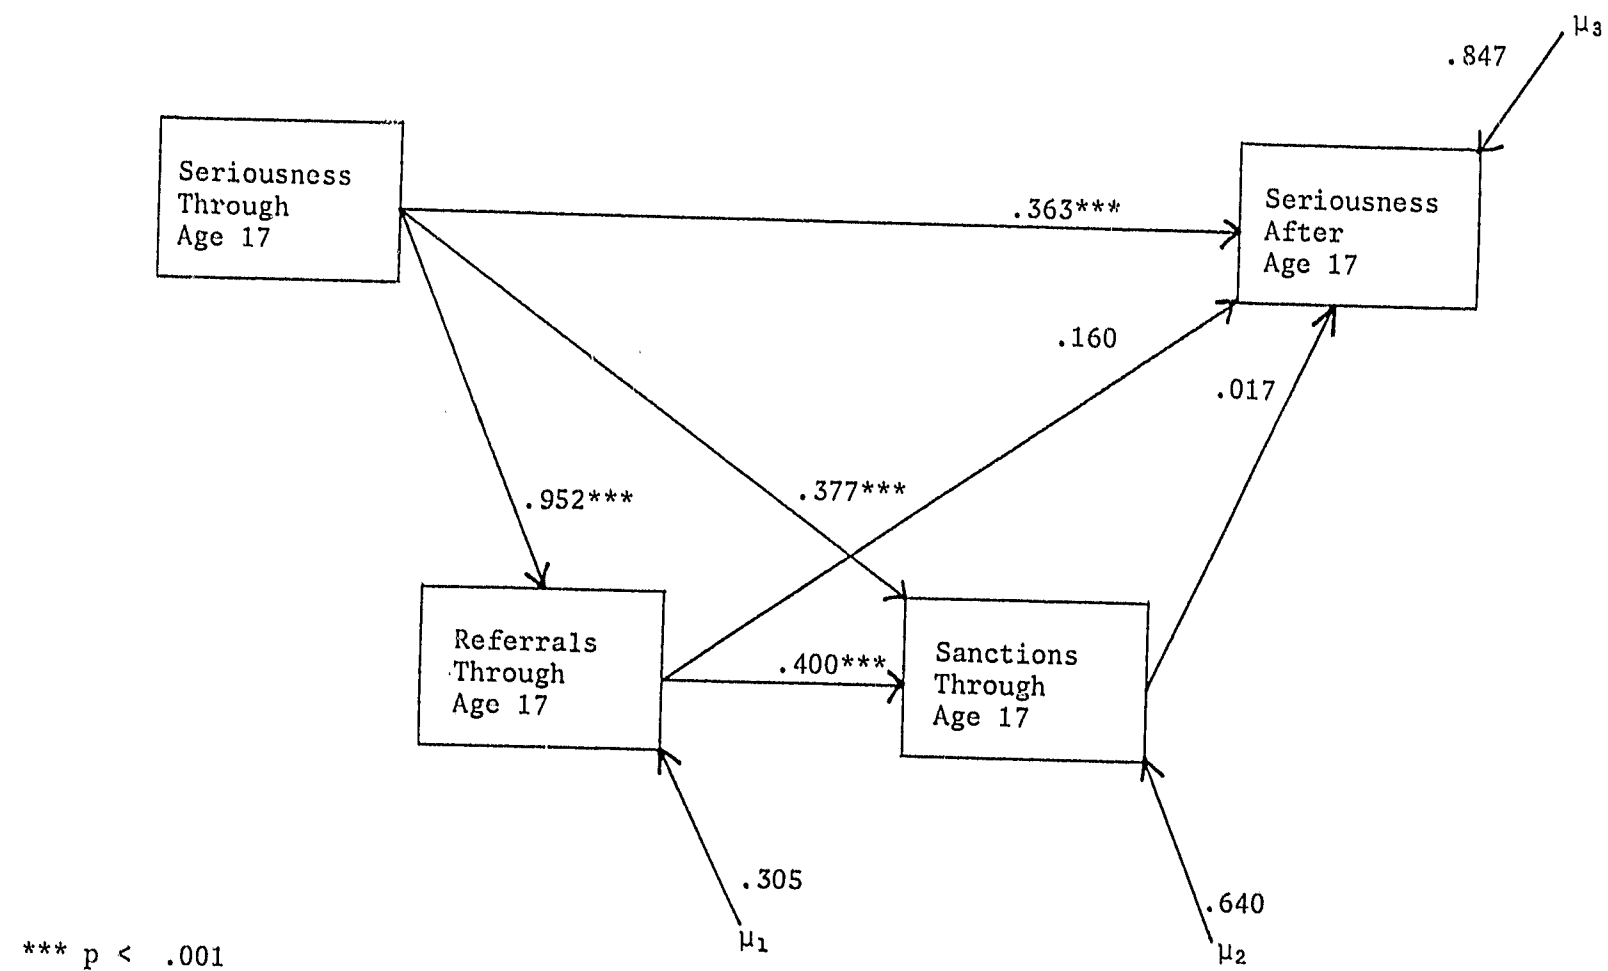 μ3
.847
Seriousness
Through
Age 17
Seriousness
After
Age 17
.363***
.160
.017
.377***
.952***
Referrals
Through
Age 17
.400***
Sanctions
Through
Age 17
.305
μ1
.640
μ2
*** p < .001